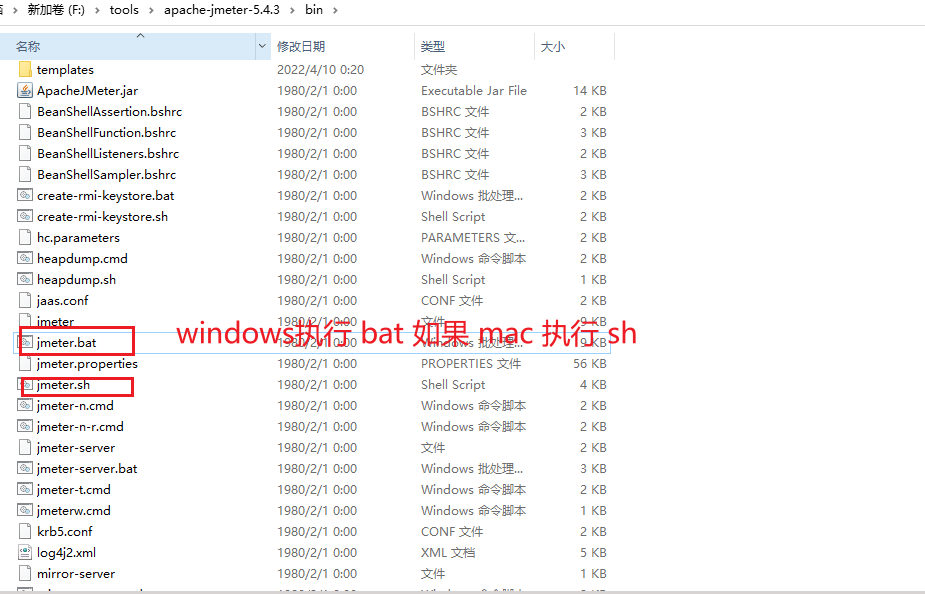 新加卷 (F:) › tools › apache-jmeter-5.4.3 › bin ›
名称 修改日期 类型 大小
templates 2022/4/10 0:20 文件夹
ApacheJMeter.jar 1980/2/1 0:00 Executable Jar File 14 KB
BeanShellAssertion.bshrc 1980/2/1 0:00 BSHRC 文件 2 KB
BeanShellFunction.bshrc 1980/2/1 0:00 BSHRC 文件 3 KB
BeanShellListeners.bshrc 1980/2/1 0:00 BSHRC 文件 2 KB
BeanShellSampler.bshrc 1980/2/1 0:00 BSHRC 文件 3 KB
create-rmi-keystore.bat 1980/2/1 0:00 Windows 批处理... 2 KB
create-rmi-keystore.sh 1980/2/1 0:00 Shell Script 2 KB
hc.parameters 1980/2/1 0:00 PARAMETERS 文... 2 KB
heapdump.cmd 1980/2/1 0:00 Windows 命令脚本 2 KB
heapdump.sh 1980/2/1 0:00 Shell Script 1 KB
jaas.conf 1980/2/1 0:00 CONF 文件 2 KB
jmeter 1980/2/1 0:00 文件 9 KB
windows执行 bat 如果 mac 执行 sh
jmeter.bat 1980/2/1 0:00 Windows 批处理... 9 KB
jmeter.properties 1980/2/1 0:00 PROPERTIES 文件 56 KB
jmeter.sh 1980/2/1 0:00 Shell Script 4 KB
jmeter-n.cmd 1980/2/1 0:00 Windows 命令脚本 2 KB
jmeter-n-r.cmd 1980/2/1 0:00 Windows 命令脚本 2 KB
jmeter-server 1980/2/1 0:00 文件 2 KB
jmeter-server.bat 1980/2/1 0:00 Windows 批处理... 3 KB
jmeter-t.cmd 1980/2/1 0:00 Windows 命令脚本 2 KB
jmeterw.cmd 1980/2/1 0:00 Windows 命令脚本 1 KB
krb5.conf 1980/2/1 0:00 CONF 文件 2 KB
log4j2.xml 1980/2/1 0:00 XML 文档 5 KB
mirror-server 1980/2/1 0:00 文件 1 KB